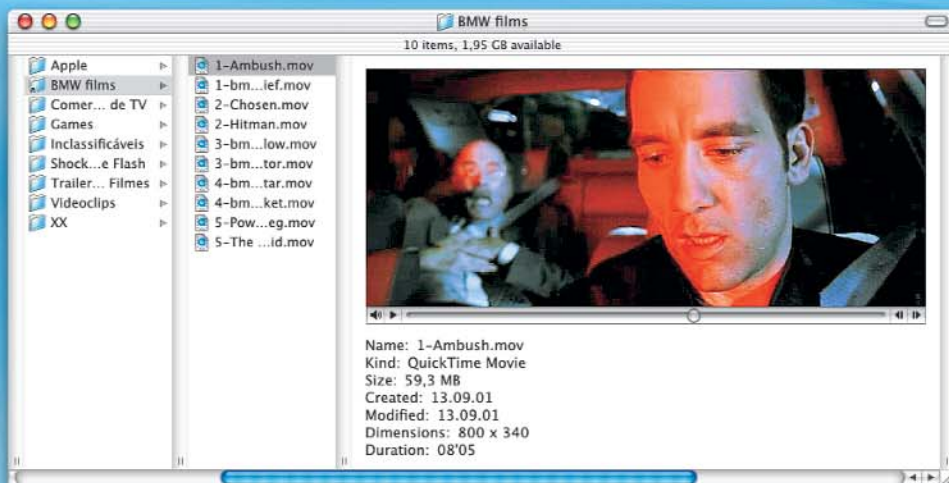 BMW films
10 items, 1,95 GB available
Apple
BMW films
Comer... de TV
Games
Inclassificáveis
Shock...e Flash
Trailer... Filmes
Videoclips
XX
1-Ambush.mov
1-bm...ief.mov
2-Chosen.mov
2-Hitman.mov
3-bm...low.mov
3-bm...tor.mov
4-bm...tar.mov
4-bm...ket.mov
5-Pow...eg.mov
5-The ...id.mov
Name: 1-Ambush.mov
Kind: QuickTime Movie
Size: 59,3 MB
Created: 13.09.01
Modified: 13.09.01
Dimensions: 800 x 340
Duration: 08'05